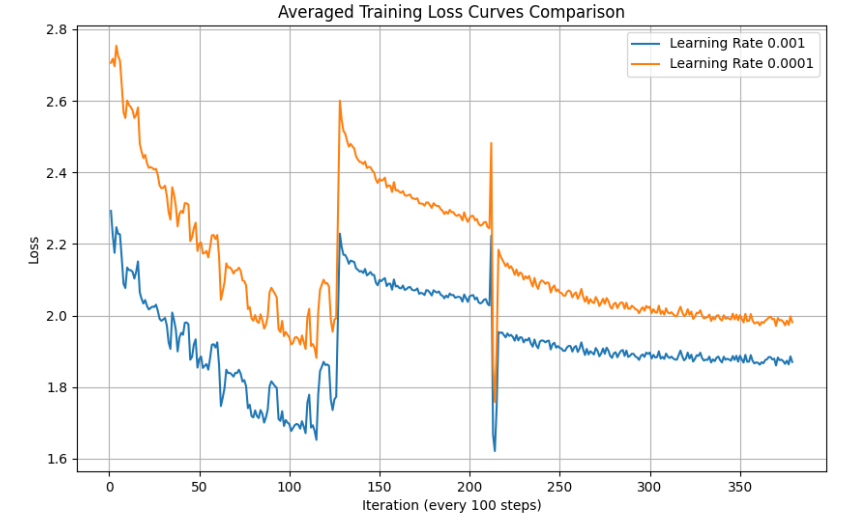 Averaged Training Loss Curves Comparison
Learning Rate 0.001
Learning Rate 0.0001
Loss
2.8
2.6
2.4
2.2
2.0
1.8
1.6
0 50 100 150 200 250 300 350
Iteration (every 100 steps)